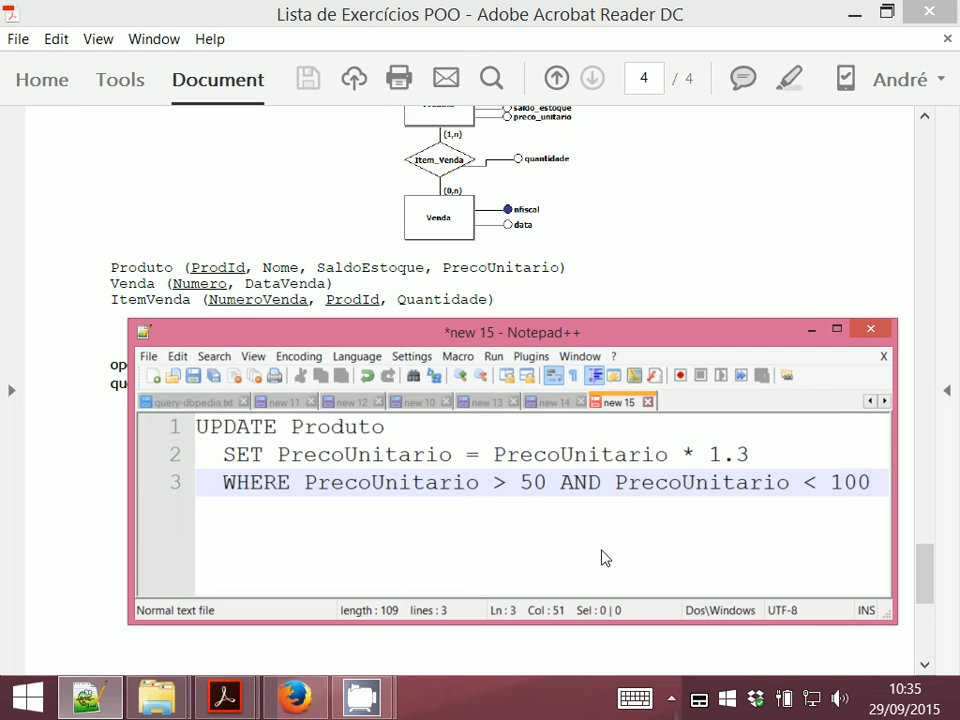 Lista de Exercícios POO - Adobe Acrobat Reader DC
File Edit View Window Help
Home Tools Document 4 / 4 André
saldo_estoque
preco_unitario
(1,n)
Item_Venda quantidade
(0,n)
Venda
nfiscal
data
Produto (ProdId, Nome, SaldoEstoque, PrecoUnitario)
Venda (Numero, DataVenda)
ItemVenda (NumeroVenda, ProdId, Quantidade)
*new 15 - Notepad++
File Edit Search View Encoding Language Settings Macro Run Plugins Window ? X
query-dbpedia.txt new 11 new 12 new 10 new 13 new 14 new 15
1 UPDATE Produto
2 SET PrecoUnitario = PrecoUnitario * 1.3
3 WHERE PrecoUnitario > 50 AND PrecoUnitario < 100
Normal text file length : 109 lines : 3 Ln : 3 Col : 51 Sel : 0 | 0 Dos\Windows UTF-8 INS
10:35
29/09/2015